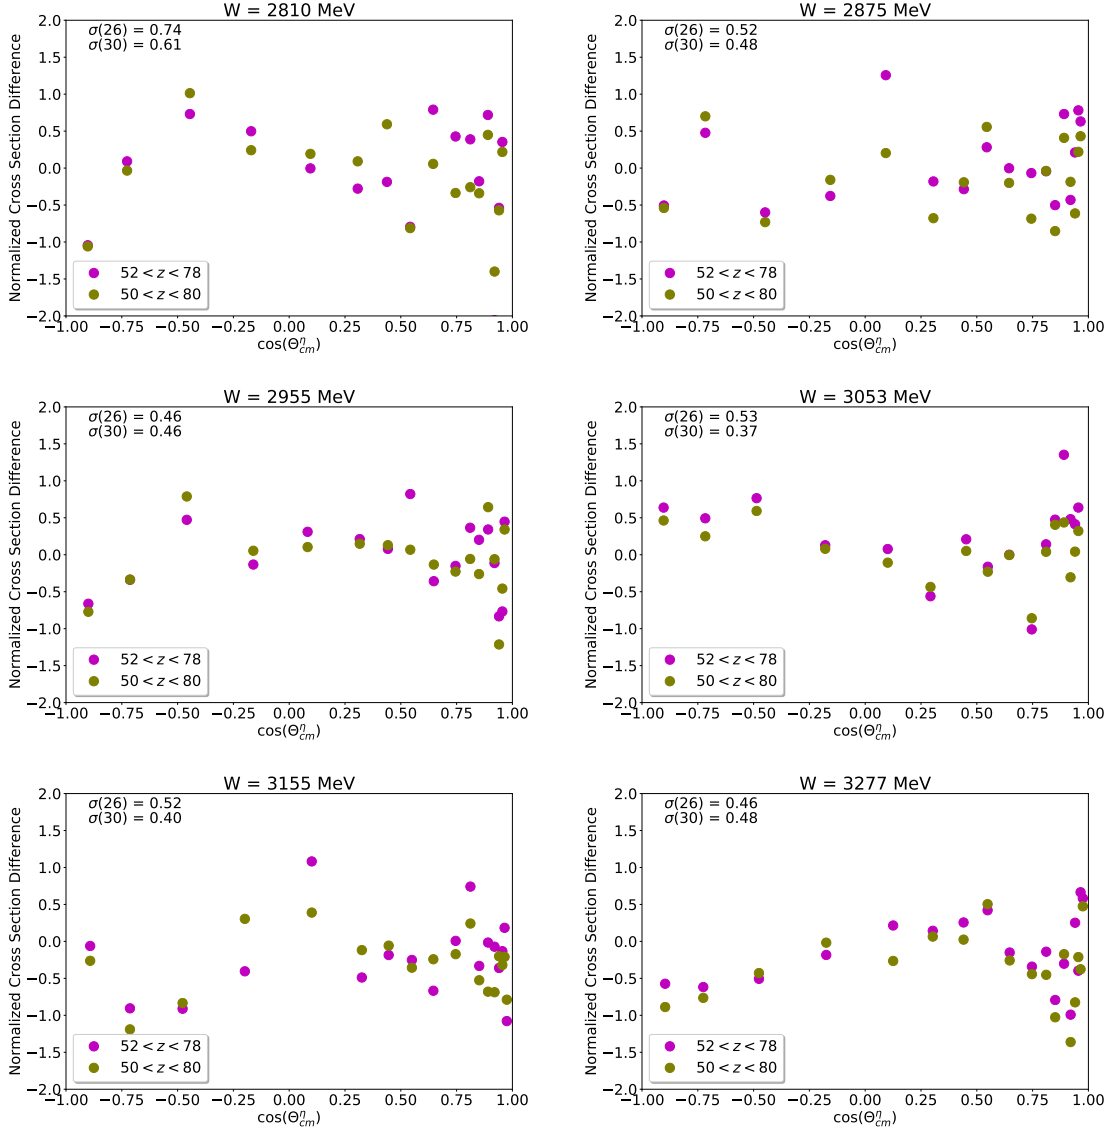 W = 2810 MeV
σ(26) = 0.74
σ(30) = 0.61
Normalized Cross Section Difference
2.0
1.5
1.0
0.5
0.0
−0.5
−1.0
−1.5
−2.0
52 < z < 78
50 < z < 80
−1.00 −0.75 −0.50 −0.25 0.00 0.25 0.50 0.75 1.00
cos(Θ^η_cm)
W = 2875 MeV
σ(26) = 0.52
σ(30) = 0.48
Normalized Cross Section Difference
2.0
1.5
1.0
0.5
0.0
−0.5
−1.0
−1.5
−2.0
52 < z < 78
50 < z < 80
−1.00 −0.75 −0.50 −0.25 0.00 0.25 0.50 0.75 1.00
cos(Θ^η_cm)
W = 2955 MeV
σ(26) = 0.46
σ(30) = 0.46
Normalized Cross Section Difference
2.0
1.5
1.0
0.5
0.0
−0.5
−1.0
−1.5
−2.0
52 < z < 78
50 < z < 80
−1.00 −0.75 −0.50 −0.25 0.00 0.25 0.50 0.75 1.00
cos(Θ^η_cm)
W = 3053 MeV
σ(26) = 0.53
σ(30) = 0.37
Normalized Cross Section Difference
2.0
1.5
1.0
0.5
0.0
−0.5
−1.0
−1.5
−2.0
52 < z < 78
50 < z < 80
−1.00 −0.75 −0.50 −0.25 0.00 0.25 0.50 0.75 1.00
cos(Θ^η_cm)
W = 3155 MeV
σ(26) = 0.52
σ(30) = 0.40
Normalized Cross Section Difference
2.0
1.5
1.0
0.5
0.0
−0.5
−1.0
−1.5
−2.0
52 < z < 78
50 < z < 80
−1.00 −0.75 −0.50 −0.25 0.00 0.25 0.50 0.75 1.00
cos(Θ^η_cm)
W = 3277 MeV
σ(26) = 0.46
σ(30) = 0.48
Normalized Cross Section Difference
2.0
1.5
1.0
0.5
0.0
−0.5
−1.0
−1.5
−2.0
52 < z < 78
50 < z < 80
−1.00 −0.75 −0.50 −0.25 0.00 0.25 0.50 0.75 1.00
cos(Θ^η_cm)